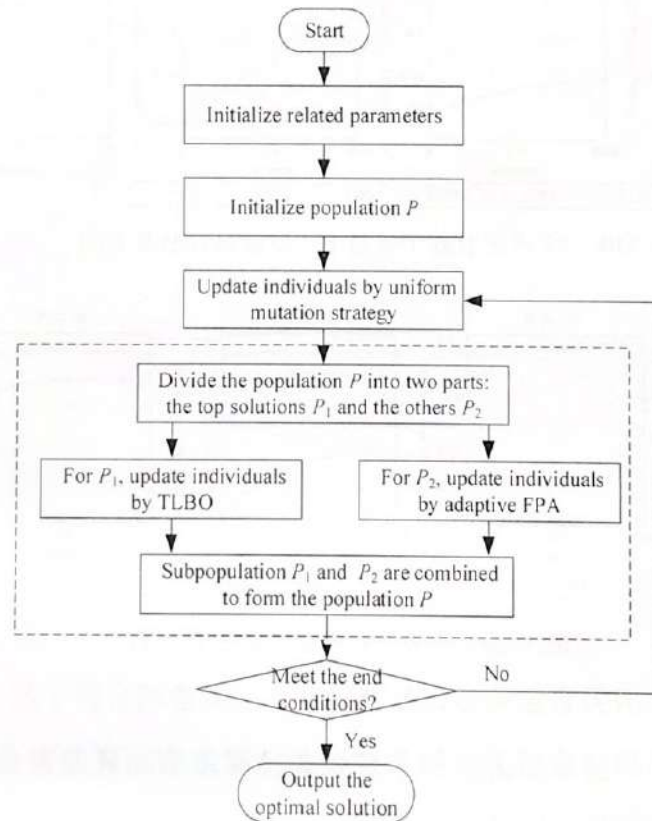 Start
Initialize related parameters
Initialize population P
Update individuals by uniform
mutation strategy
Divide the population P into two parts:
the top solutions P₁ and the others P₂
For P₁, update individuals
by TLBO
For P₂, update individuals
by adaptive FPA
Subpopulation P₁ and P₂ are combined
to form the population P
Meet the end
conditions?
No
Yes
Output the
optimal solution